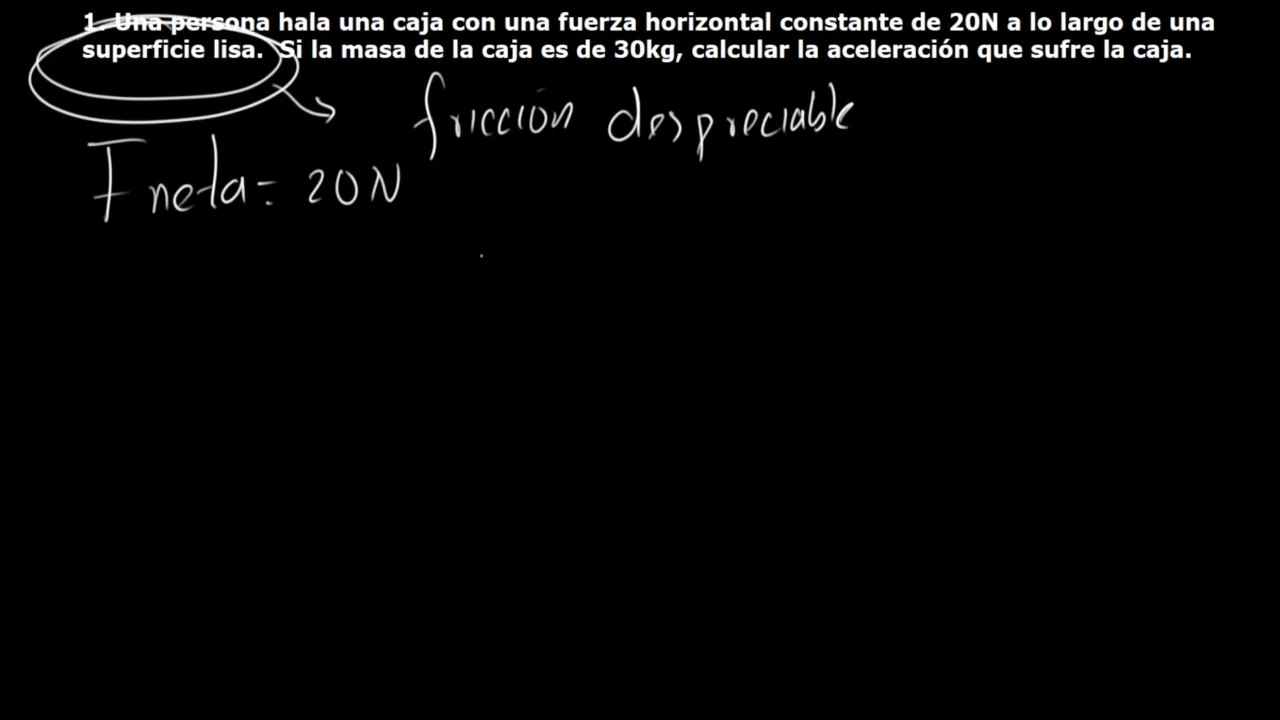 1. Una persona hala una caja con una fuerza horizontal constante de 20N a lo largo de una
superficie lisa. Si la masa de la caja es de 30kg, calcular la aceleración que sufre la caja.
fricción despreciable
Fneta = 20N